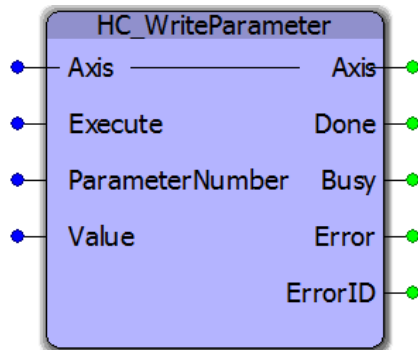 HC_WriteParameter
Axis Axis
Execute Done
ParameterNumber Busy
Value Error
ErrorID